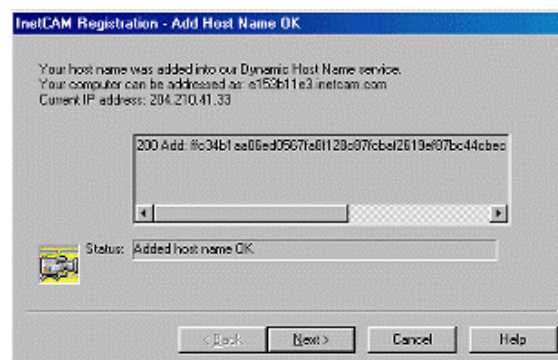 InetCAM Registration - Add Host Name OK
Your host name was added into our Dynamic Host Name service.
Your computer can be addressed as: e153b11e3.inetcam.com
Current IP address: 204.210.41.33
200 Add:
Status: Added host name OK
< Back Next > Cancel Help